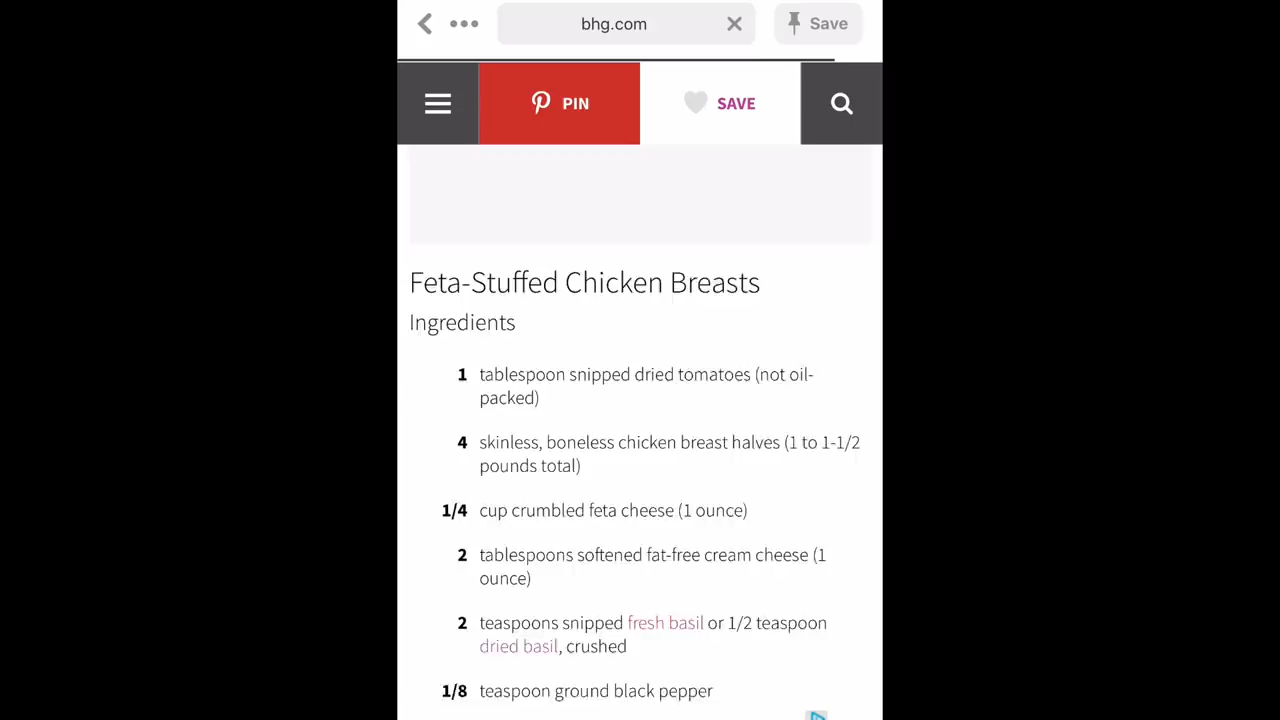 bhg.com
Save
PIN
SAVE
Feta-Stuffed Chicken Breasts
Ingredients
1 tablespoon snipped dried tomatoes (not oil-
packed)
4 skinless, boneless chicken breast halves (1 to 1-1/2
pounds total)
1/4 cup crumbled feta cheese (1 ounce)
2 tablespoons softened fat-free cream cheese (1
ounce)
2 teaspoons snipped fresh basil or 1/2 teaspoon
dried basil, crushed
1/8 teaspoon ground black pepper